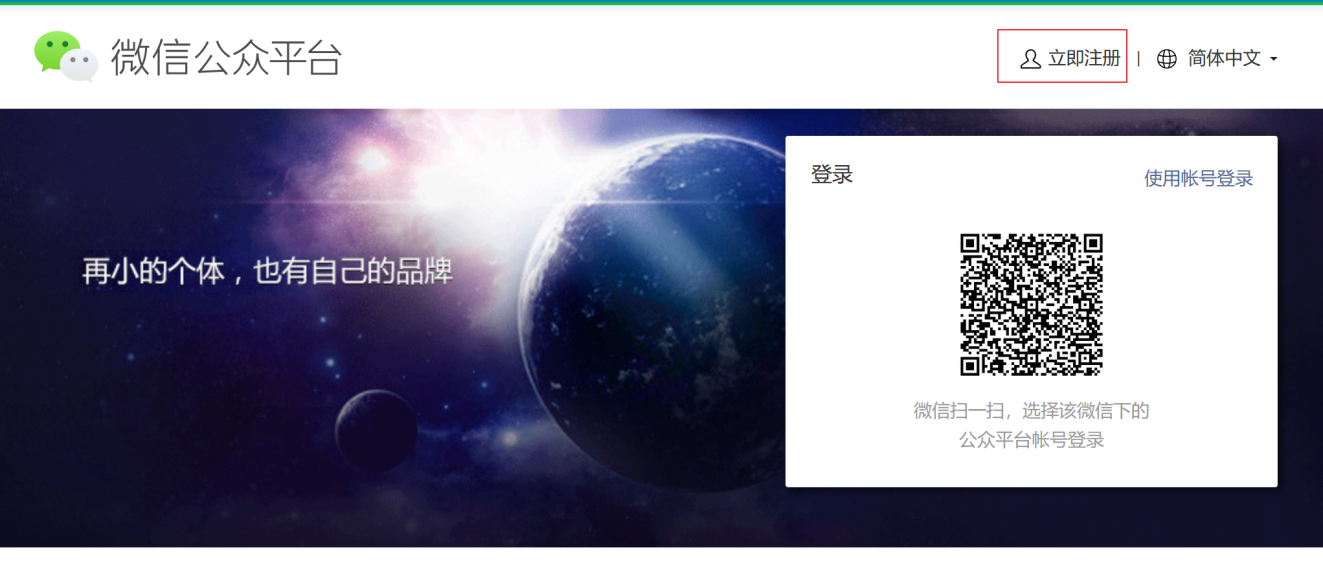 微信公众平台
立即注册 | 简体中文
登录
使用帐号登录
再小的个体，也有自己的品牌
微信扫一扫，选择该微信下的
公众平台帐号登录